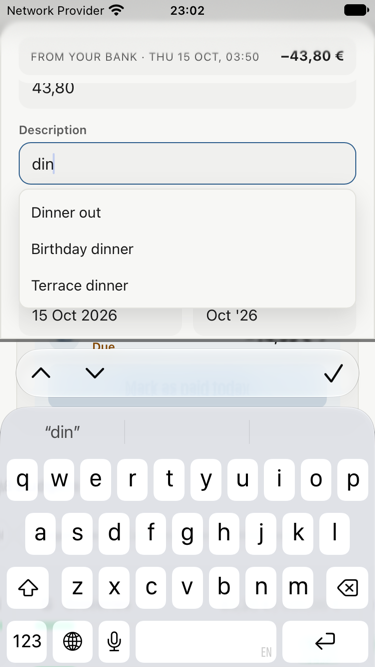 Network Provider 23:02
FROM YOUR BANK · THU 15 OCT, 03:50 −43,80 €
43,80
Description
din
Dinner out
Birthday dinner
Terrace dinner
15 Oct 2026 Oct '26
Due
“din”
q w e r t y u i o p
a s d f g h j k l
z x c v b n m
123 EN